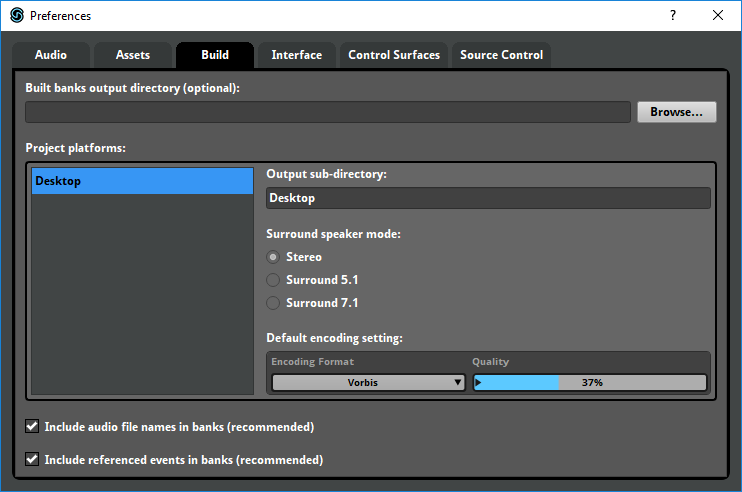 Preferences
?
Audio
Assets
Build
Interface
Control Surfaces
Source Control
Built banks output directory (optional):
Browse...
Project platforms:
Desktop
Output sub-directory:
Desktop
Surround speaker mode:
Stereo
Surround 5.1
Surround 7.1
Default encoding setting:
Encoding Format
Quality
Vorbis
37%
Include audio file names in banks (recommended)
Include referenced events in banks (recommended)